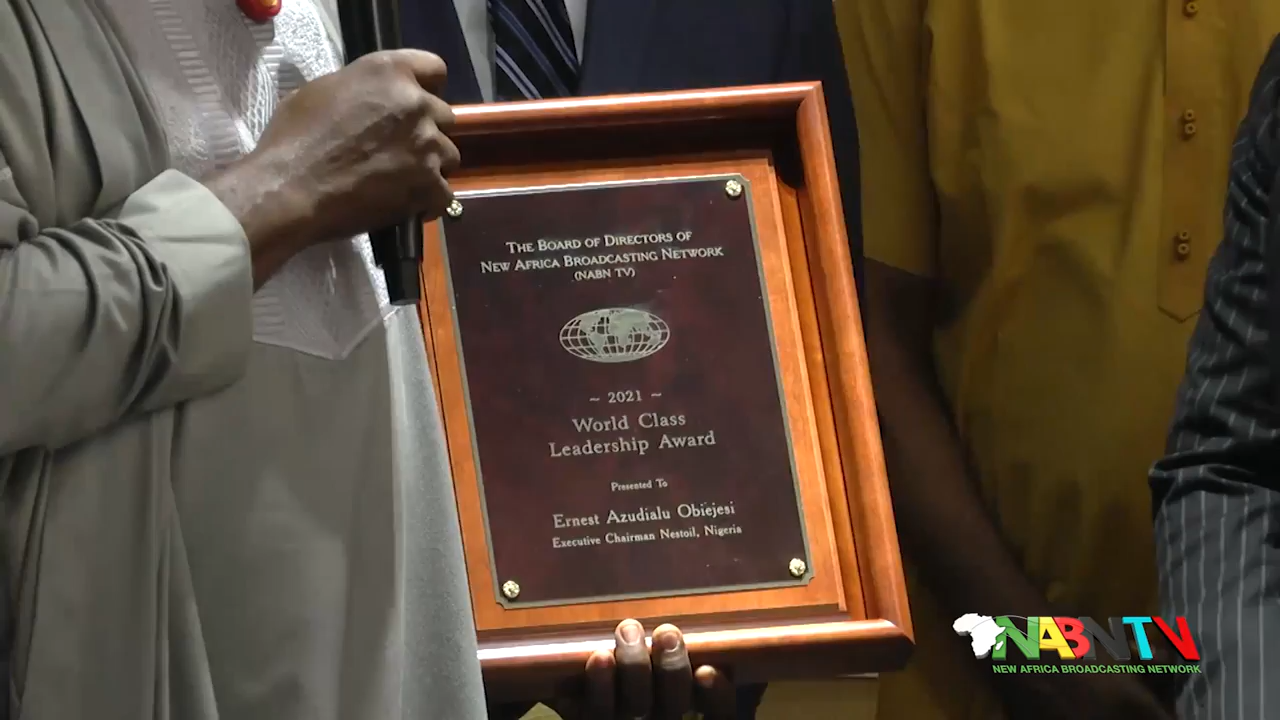 THE BOARD OF DIRECTORS OF
NEW AFRICA BROADCASTING NETWORK
(NABN TV)
~ 2021 ~
World Class
Leadership Award
Presented To
Ernest Azudialu Obiejesi
Executive Chairman Nestoil, Nigeria
NABNTV
NEW AFRICA BROADCASTING NETWORK